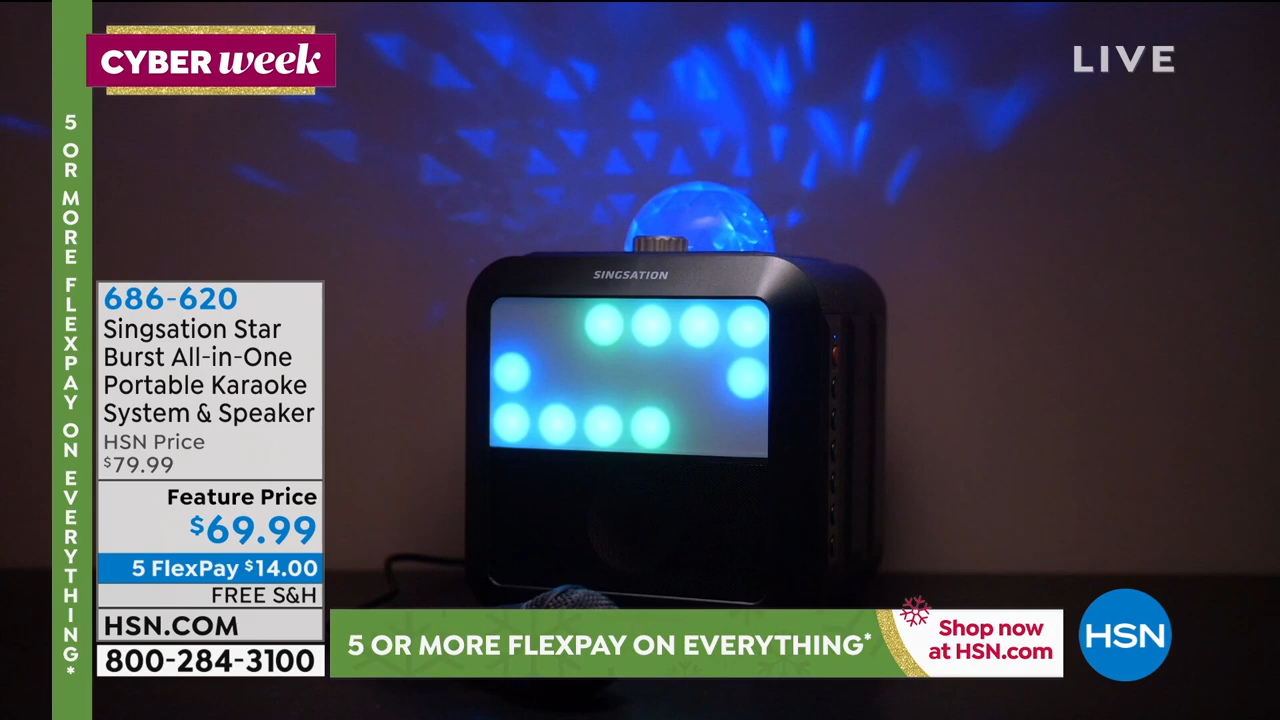 CYBER week
LIVE
5 OR MORE FLEXPAY ON EVERYTHING*
SINGSATION
686-620
Singsation Star
Burst All-in-One
Portable Karaoke
System & Speaker
HSN Price
$79.99
Feature Price
$69.99
5 FlexPay $14.00
FREE S&H
HSN.COM
800-284-3100
5 OR MORE FLEXPAY ON EVERYTHING*
Shop now
at HSN.com
HSN